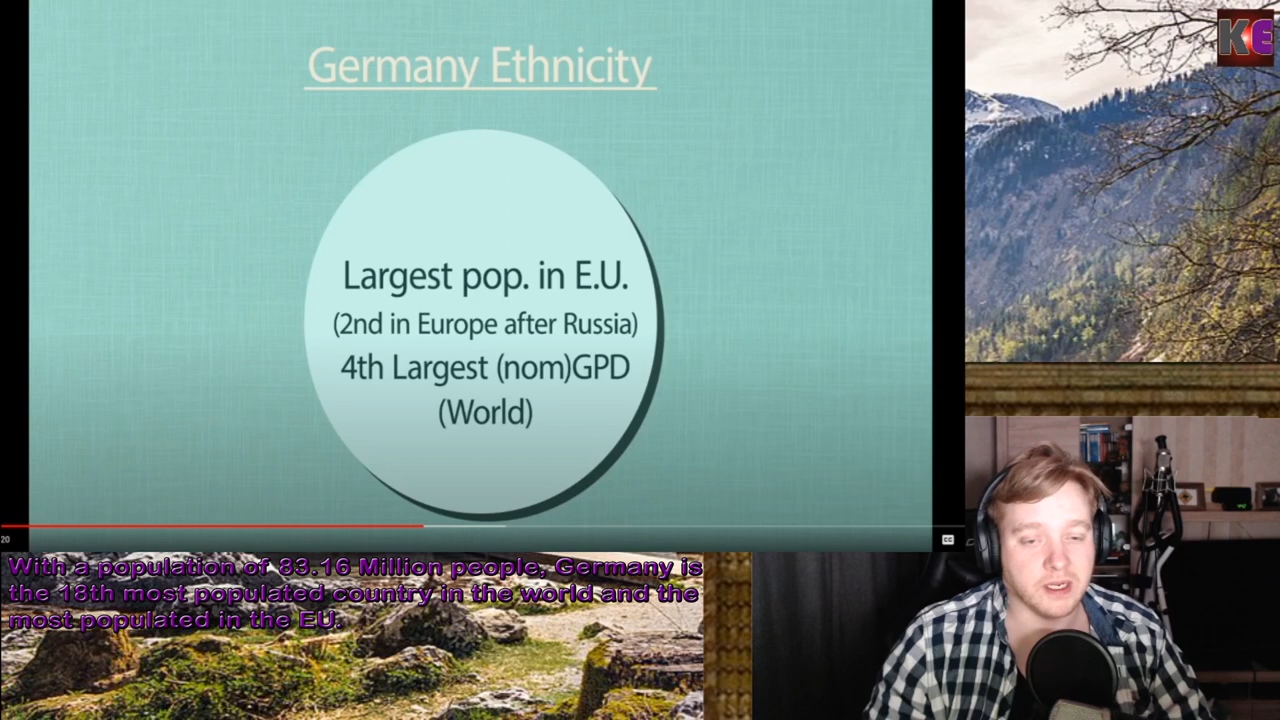 Germany Ethnicity
KE
Largest pop. in E.U.
(2nd in Europe after Russia)
4th Largest (nom)GPD
(World)
20
CC
With a population of 83.16 Million people, Germany is
the 18th most populated country in the world and the
most populated in the EU.